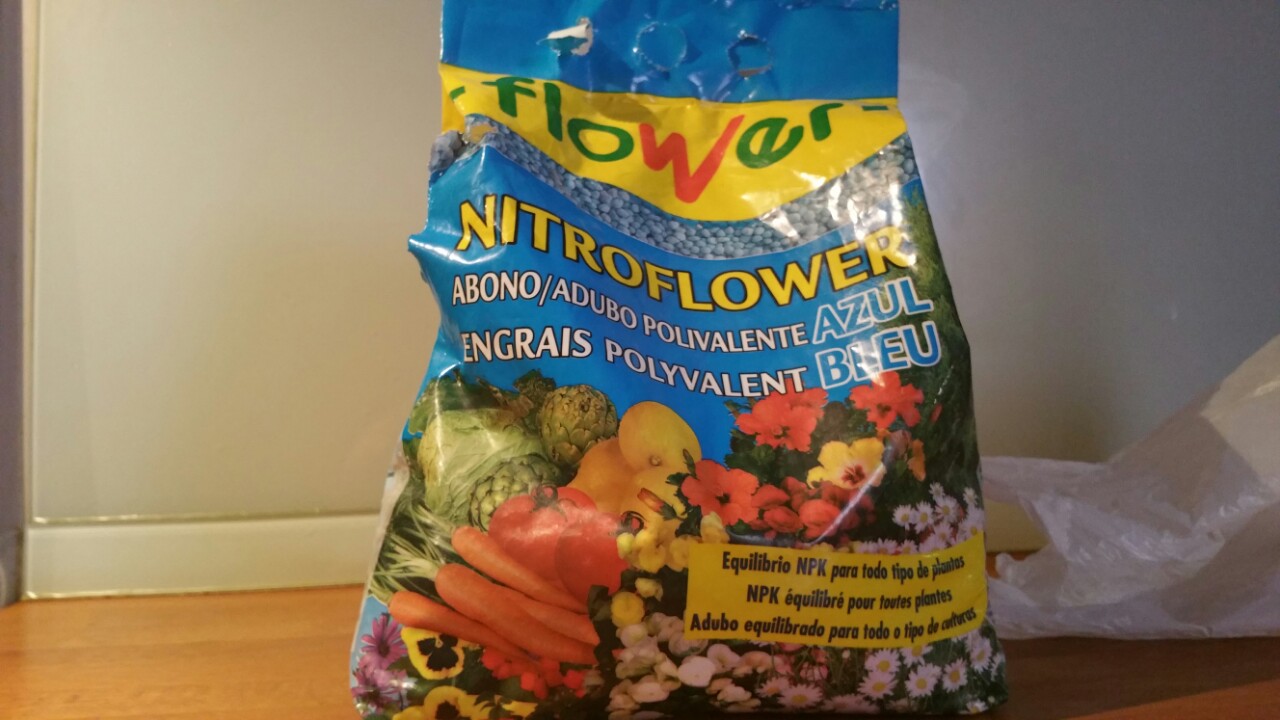 -flower-
NITROFLOWER
ABONO/ADUBO POLIVALENTE AZUL
ENGRAIS POLYVALENT BLEU
Equilibrio NPK para todo tipo de plantas
NPK équilibré pour toutes plantes
Adubo equilibrado para todo o tipo de culturas